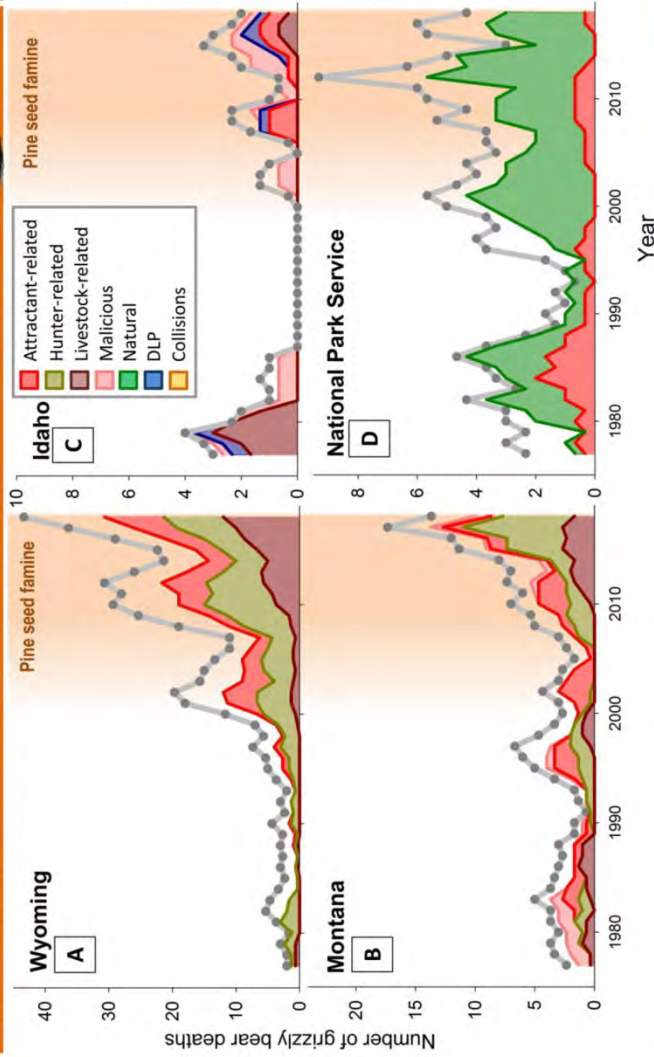 Number of grizzly bear deaths
Wyoming
A
Pine seed famine
40
30
20
10
0
Idaho
C
Attractant-related
Hunter-related
Livestock-related
Malicious
Natural
DLP
Collisions
Pine seed famine
10
8
6
4
2
0
Montana
B
20
15
10
5
0
1980
1990
2000
2010
National Park Service
D
8
6
4
2
0
1980
1990
2000
2010
Year